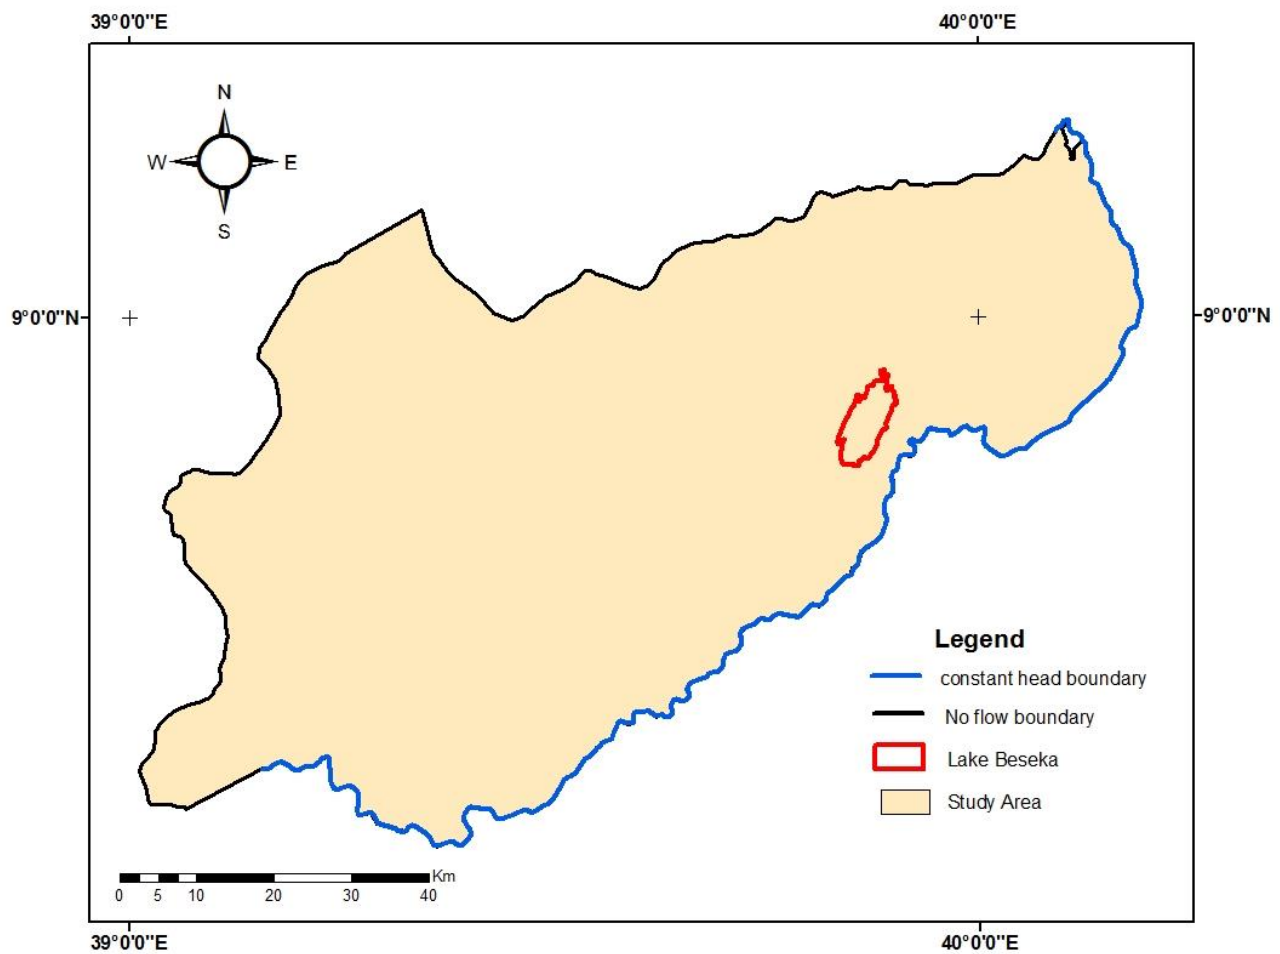 39°0'0"E 40°0'0"E
N
W E
S
9°0'0"N 9°0'0"N
Legend
constant head boundary
No flow boundary
Lake Beseka
Study Area
Km
0 5 10 20 30 40
39°0'0"E 40°0'0"E